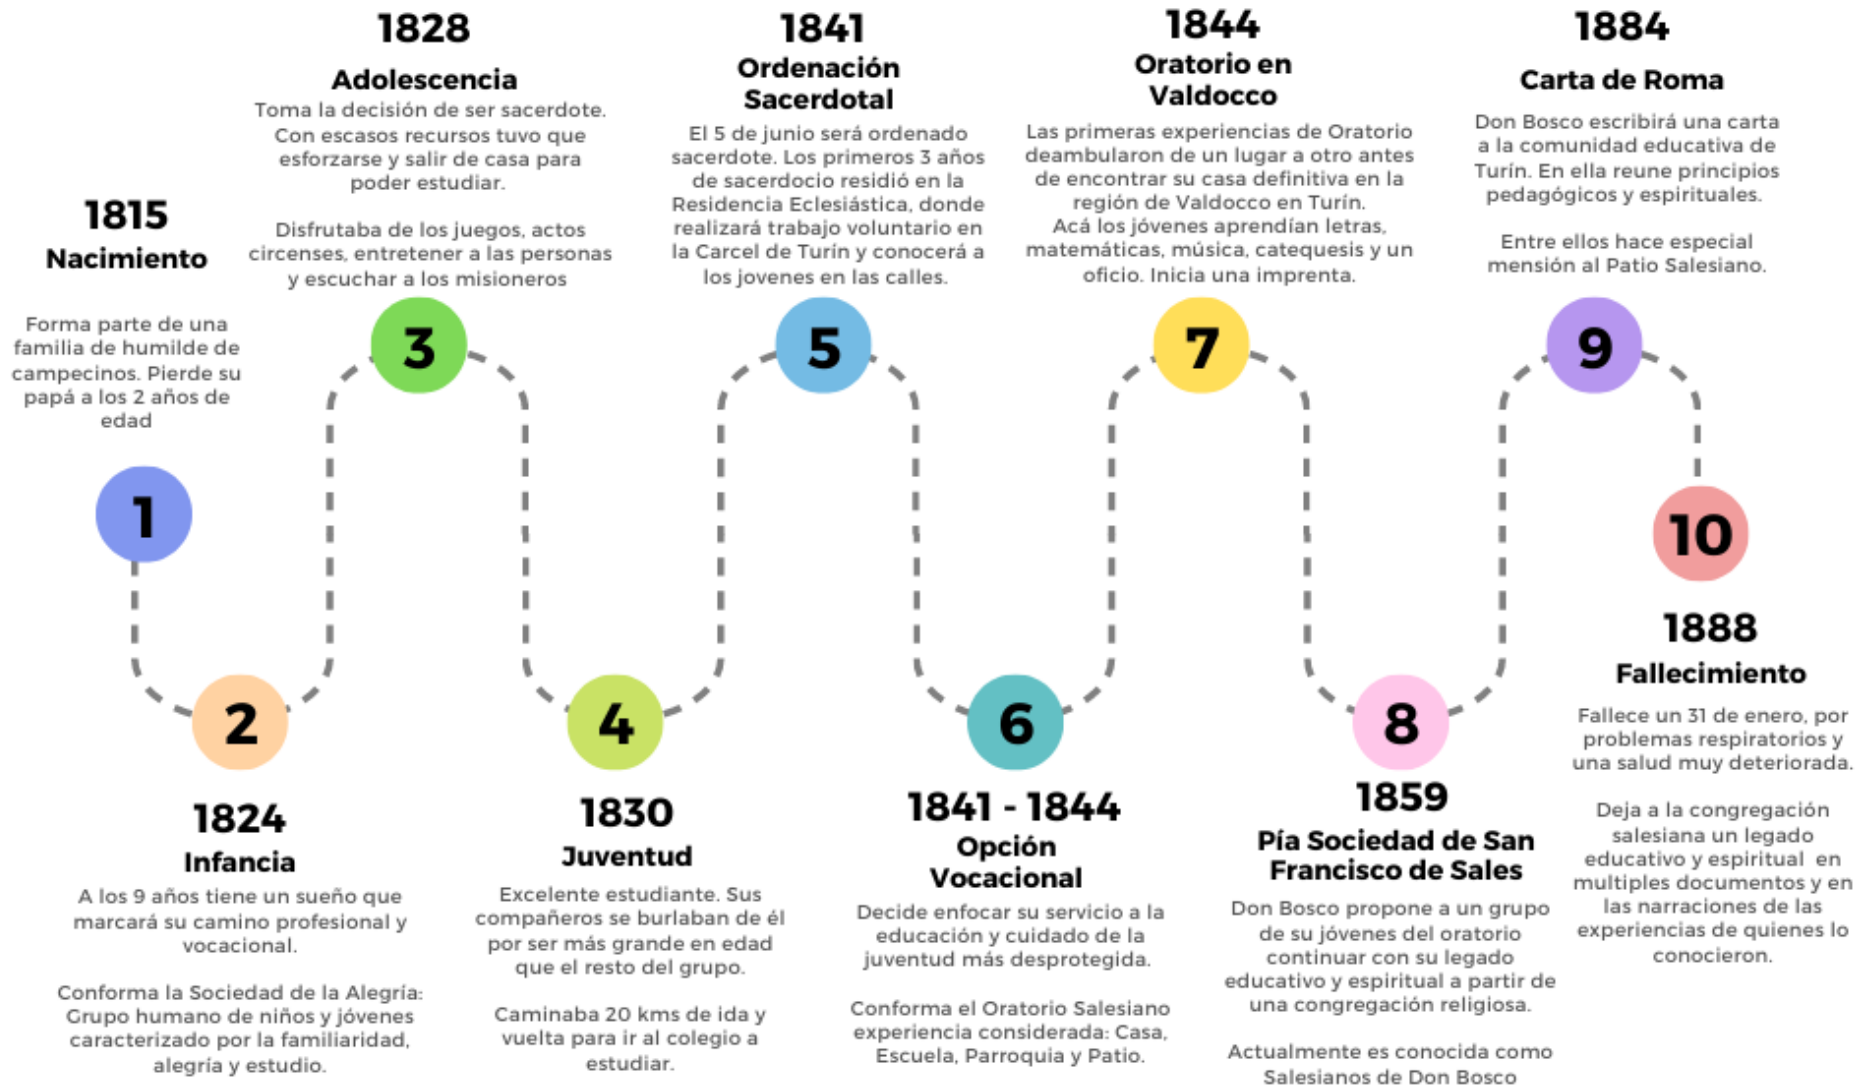 1815
Nacimiento
Forma parte de una
familia de humilde de
campecinos. Pierde su
papá a los 2 años de
edad
1
2
1824
Infancia
A los 9 años tiene un sueño que
marcará su camino profesional y
vocacional.
Conforma la Sociedad de la Alegría:
Grupo humano de niños y jóvenes
caracterizado por la familiaridad,
alegría y estudio.
1828
Adolescencia
Toma la decisión de ser sacerdote.
Con escasos recursos tuvo que
esforzarse y salir de casa para
poder estudiar.
Disfrutaba de los juegos, actos
circenses, entretener a las personas
y escuchar a los misioneros
3
4
1830
Juventud
Excelente estudiante. Sus
compañeros se burlaban de él
por ser más grande en edad
que el resto del grupo.
Caminaba 20 kms de ida y
vuelta para ir al colegio a
estudiar.
1841
Ordenación
Sacerdotal
El 5 de junio será ordenado
sacerdote. Los primeros 3 años
de sacerdocio residió en la
Residencia Eclesiástica, donde
realizará trabajo voluntario en
la Carcel de Turín y conocerá a
los jovenes en las calles.
5
6
1841 - 1844
Opción
Vocacional
Decide enfocar su servicio a la
educación y cuidado de la
juventud más desprotegida.
Conforma el Oratorio Salesiano
experiencia considerada: Casa,
Escuela, Parroquia y Patio.
1844
Oratorio en
Valdocco
Las primeras experiencias de Oratorio
deambularon de un lugar a otro antes
de encontrar su casa definitiva en la
región de Valdocco en Turín.
Acá los jóvenes aprendían letras,
matemáticas, música, catequesis y un
oficio. Inicia una imprenta.
7
8
1859
Pía Sociedad de San
Francisco de Sales
Don Bosco propone a un grupo
de su jóvenes del oratorio
continuar con su legado
educativo y espiritual a partir de
una congregación religiosa.
Actualmente es conocida como
Salesianos de Don Bosco
1884
Carta de Roma
Don Bosco escribirá una carta
a la comunidad educativa de
Turín. En ella reune principios
pedagógicos y espirituales.
Entre ellos hace especial
mensión al Patio Salesiano.
9
10
1888
Fallecimiento
Fallece un 31 de enero, por
problemas respiratorios y
una salud muy deteriorada.
Deja a la congregación
salesiana un legado
educativo y espiritual en
multiples documentos y en
las narraciones de las
experiencias de quienes lo
conocieron.